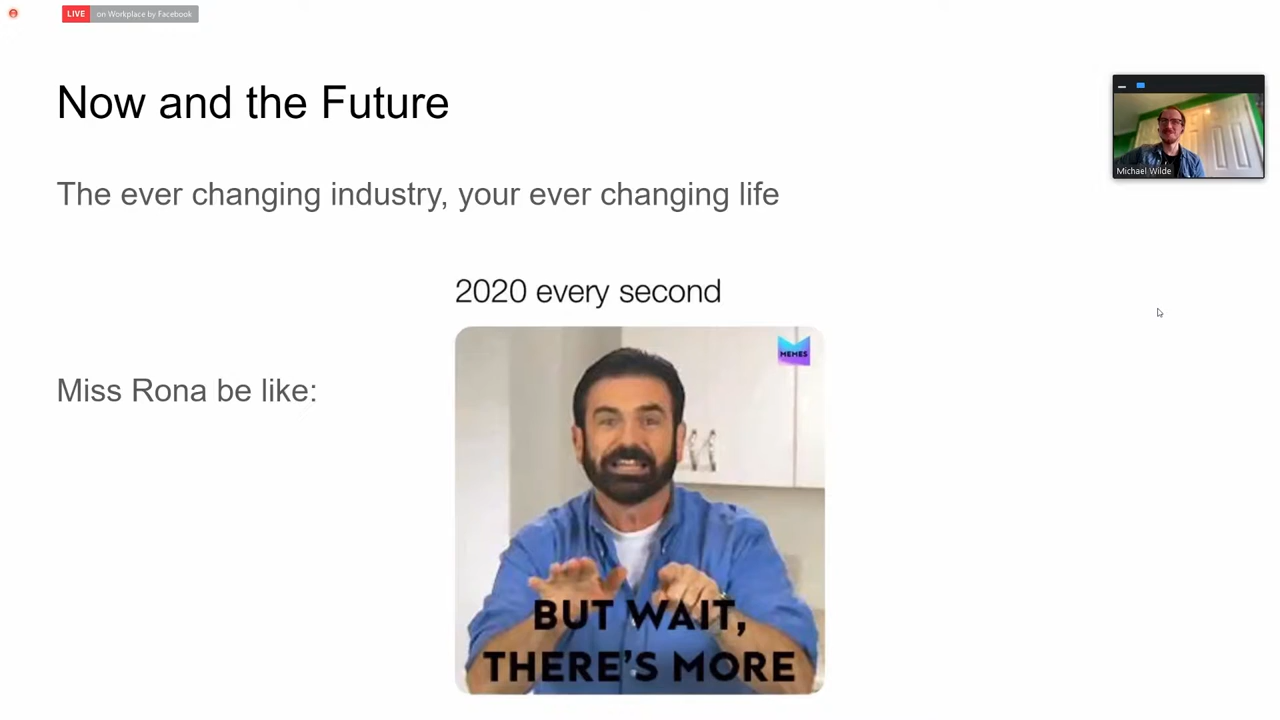 LIVE on Workplace by Facebook
Now and the Future
Michael Wilde
The ever changing industry, your ever changing life
2020 every second
MEMES
Miss Rona be like:
BUT WAIT,
THERE'S MORE